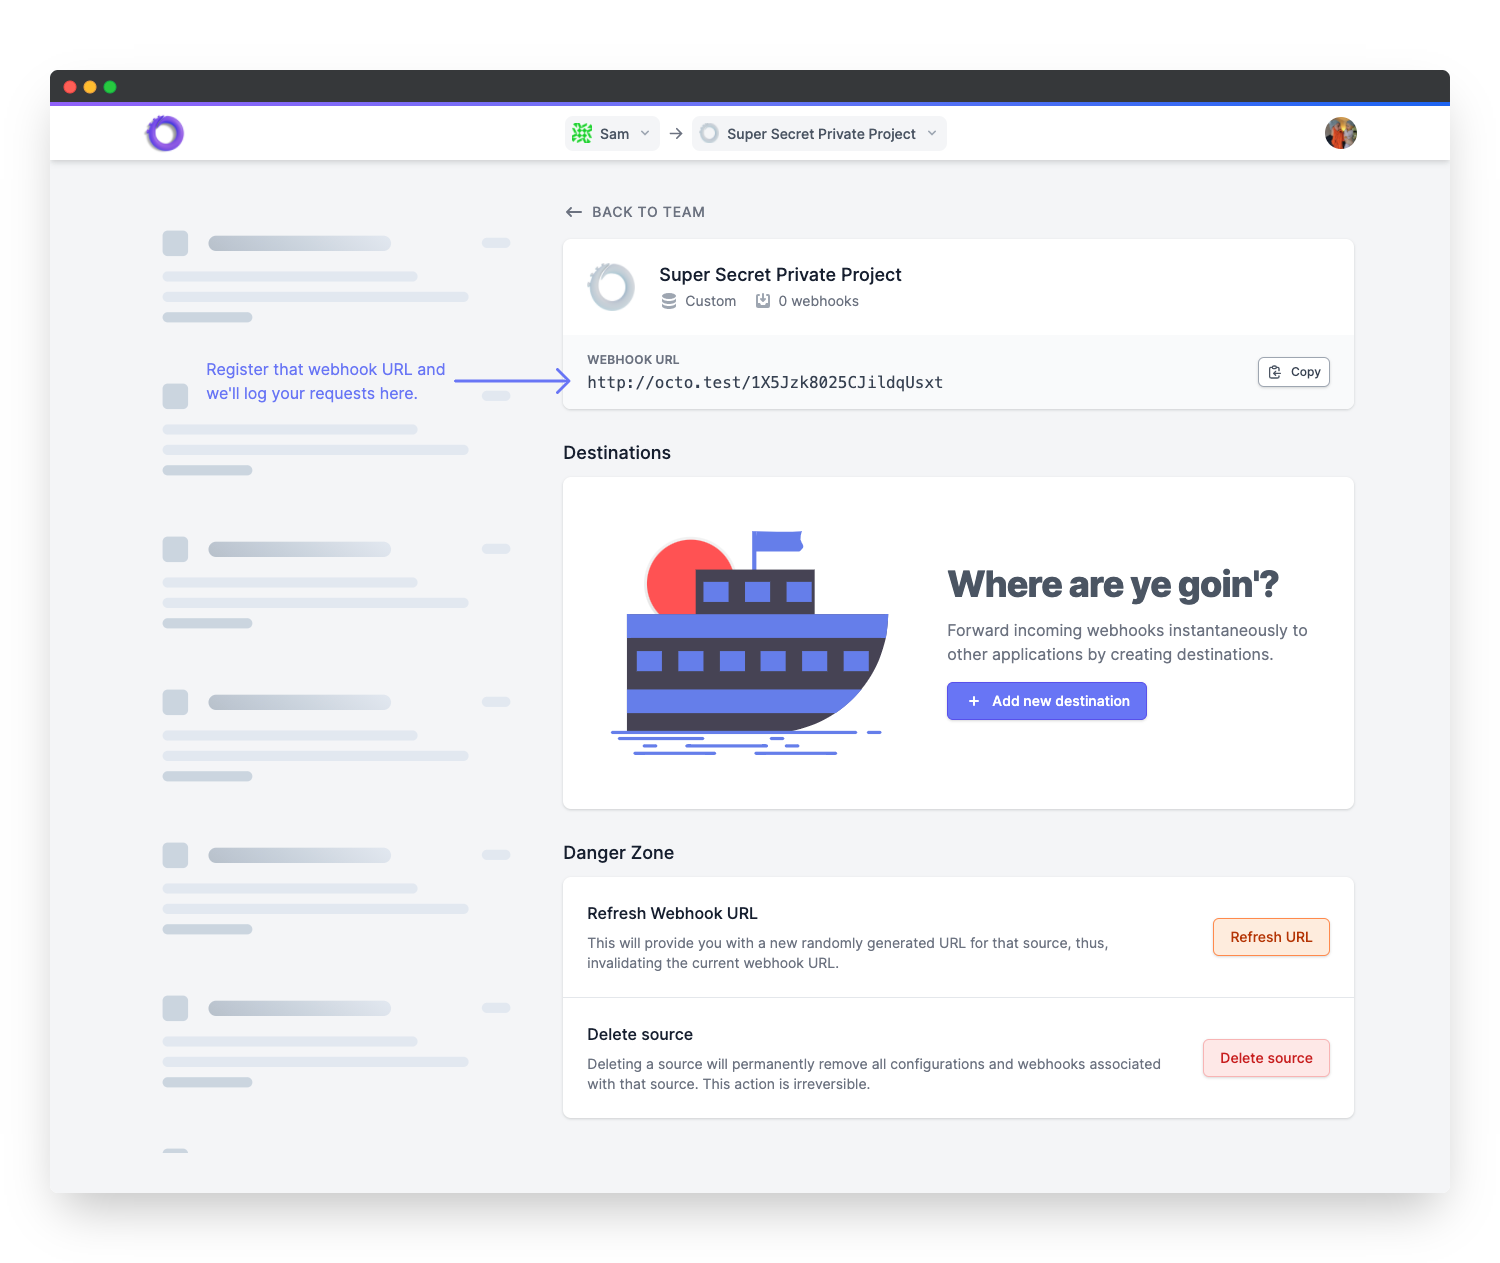 Sam
Super Secret Private Project
BACK TO TEAM
Super Secret Private Project
Custom
0 webhooks
Register that webhook URL and
we'll log your requests here.
WEBHOOK URL
http://octo.test/1X5Jzk8025CJildqUsxt
Copy
Destinations
Where are ye goin'?
Forward incoming webhooks instantaneously to
other applications by creating destinations.
+ Add new destination
Danger Zone
Refresh Webhook URL
This will provide you with a new randomly generated URL for that source, thus,
invalidating the current webhook URL.
Refresh URL
Delete source
Deleting a source will permanently remove all configurations and webhooks associated
with that source. This action is irreversible.
Delete source